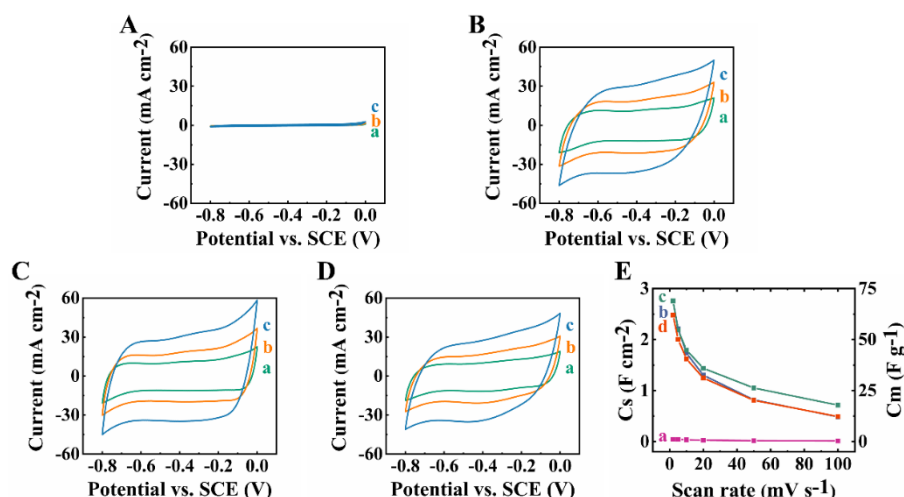 A
B
60
30
0
-30
-60
Current (mA cm-2)
c
b
a
-0.8 -0.6 -0.4 -0.2 0.0
Potential vs. SCE (V)
60
30
0
-30
-60
Current (mA cm-2)
c
b
a
-0.8 -0.6 -0.4 -0.2 0.0
Potential vs. SCE (V)
C
D
E
60
30
0
-30
-60
Current (mA cm-2)
c
b
a
-0.8 -0.6 -0.4 -0.2 0.0
Potential vs. SCE (V)
60
30
0
-30
-60
Current (mA cm-2)
c
b
a
-0.8 -0.6 -0.4 -0.2 0.0
Potential vs. SCE (V)
3
2
1
0
Cs (F cm-2)
c
b
d
a
75
50
25
0
Cm (F g-1)
0 20 40 60 80 100
Scan rate (mV s-1)